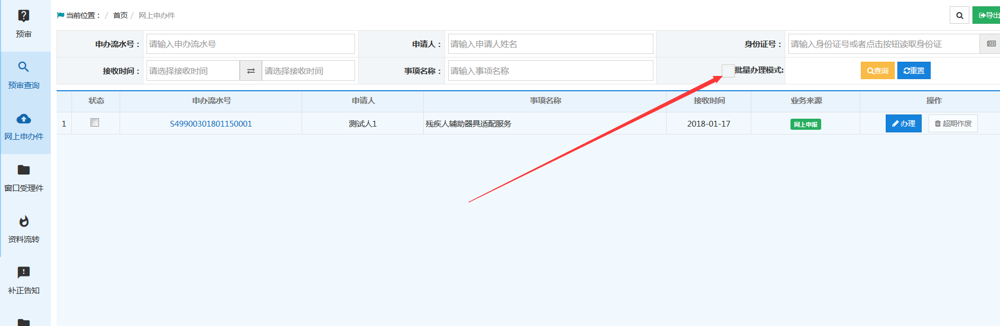 预审
预审查询
网上申办件
窗口受理件
资料流转
补正告知
当前位置： / 首页 / 网上申办件
导出
申办流水号： 请输入申办流水号 申请人： 请输入申请人姓名 身份证号： 请输入身份证号或者点击按钮读取身份证
接收时间： 请选择接收时间 请选择接收时间 事项名称： 请输入事项名称 批量办理模式: 查询 重置
状态 申办流水号 申请人 事项名称 接收时间 业务来源 操作
1 S49900301801150001 测试人1 残疾人辅助器具适配服务 2018-01-17 网上申报 办理 超期作废